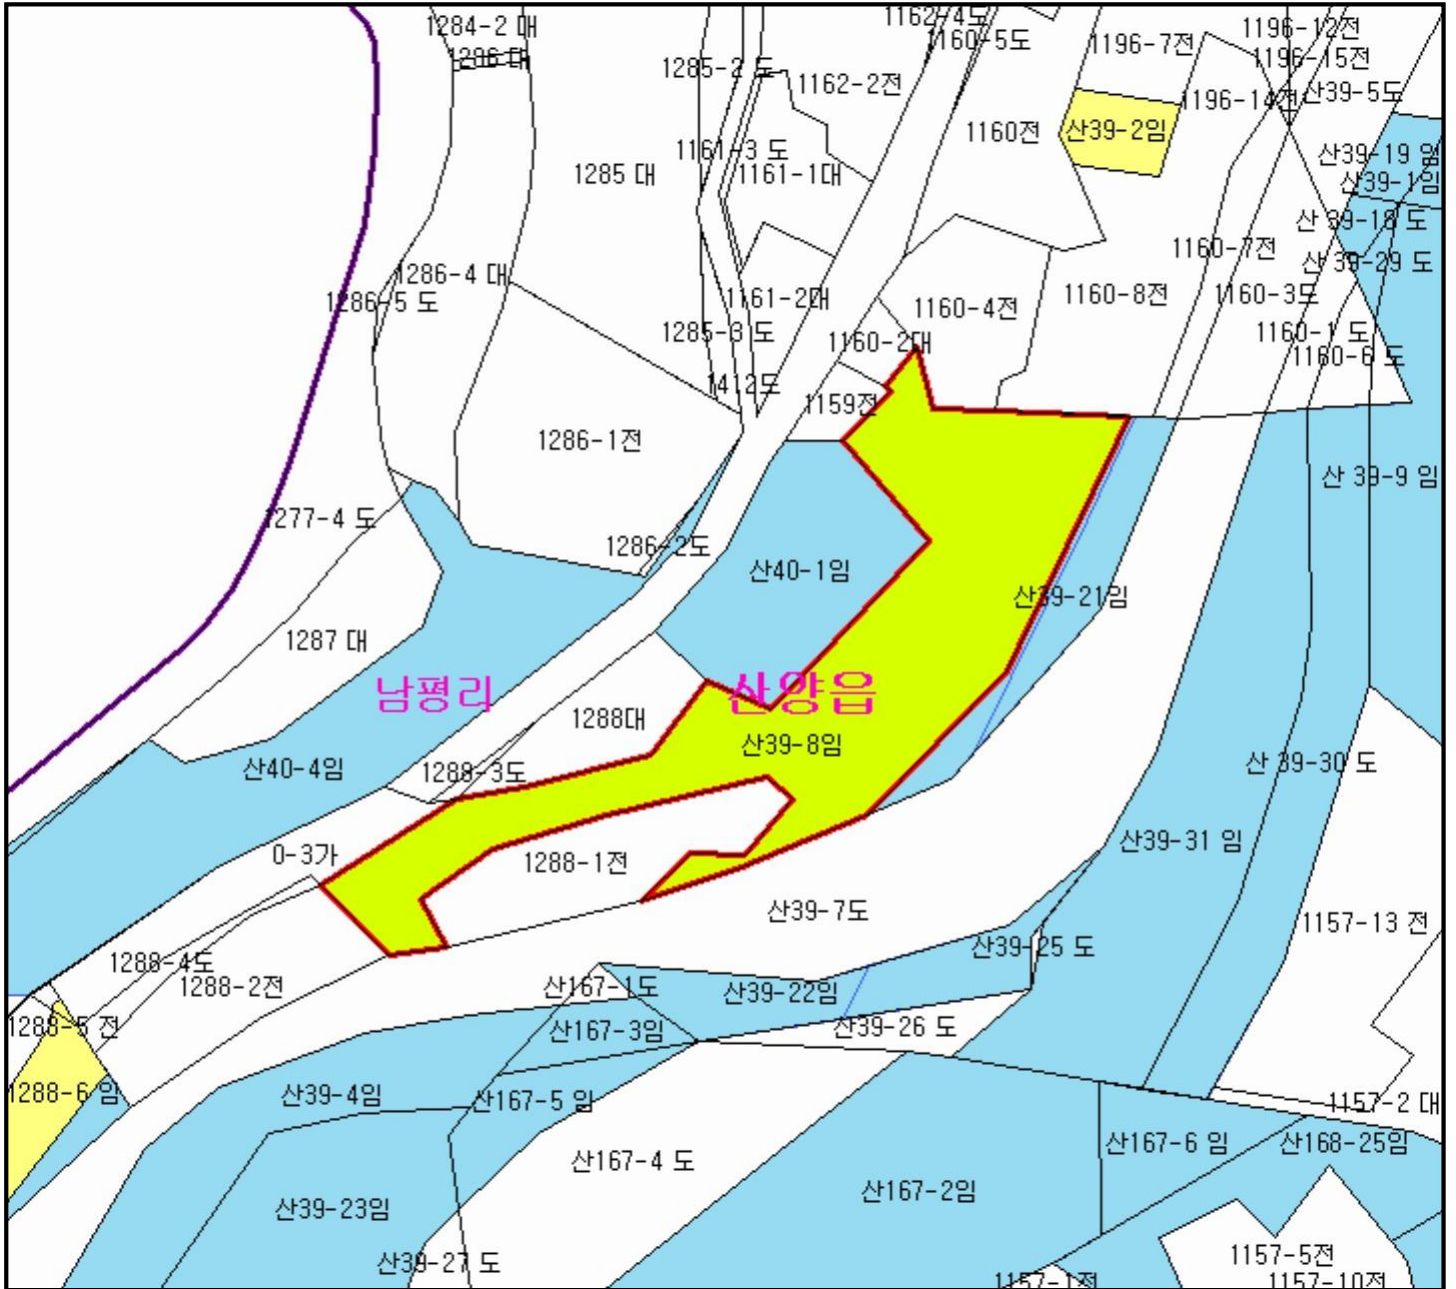 1284-2 대
1162-4도
1196-12전
1286 대
1160-5도
1196-7전
1196-15전
1285-2 도
1162-2전
1196-14전
산39-5도
1160전
산39-2임
1161-3 도
산39-19 임
1285 대
1161-1대
산39-1임
산 39-18 도
1160-7전
산 39-29 도
1286-4 대
1286-5 도
1161-2대
1160-4전
1160-8전
1160-3도
1285-3 도
1160-2대
1160-1 도
1160-6 도
1412도
1159전
1286-1전
산 39-9 임
1277-4 도
1286-2도
산40-1임
산39-21임
1287 대
남평리
산양읍
1288대
산39-8임
산40-4임
1288-3도
산 39-30 도
0-3가
1288-1전
산39-31 임
산39-7도
1157-13 전
1288-4도
산39-25 도
1288-2전
산167-1도
산39-22임
1288-5 전
산167-3임
산39-26 도
1288-6 임
산39-4임
산167-5 임
1157-2 대
산167-4 도
산167-6 임
산168-25임
산39-23임
산167-2임
산39-27 도
1157-5전
1157-1전
1157-10전